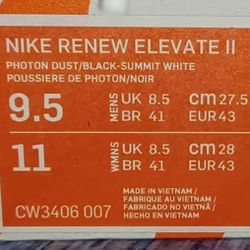 NIKE RENEW ELEVATE II
PHOTON DUST/BLACK-SUMMIT WHITE
POUSSIERE DE PHOTON/NOIR
9.5 MENS UK 8.5 cm 27.5
BR 41 EUR 43
11 WMNS UK 8.5 cm 28
BR 41 EUR 43
MADE IN VIETNAM /
FABRIQUE AU VIETNAM /
FABRICADO NO VIETNÃ /
HECHO EN VIETNAM
CW3406 007